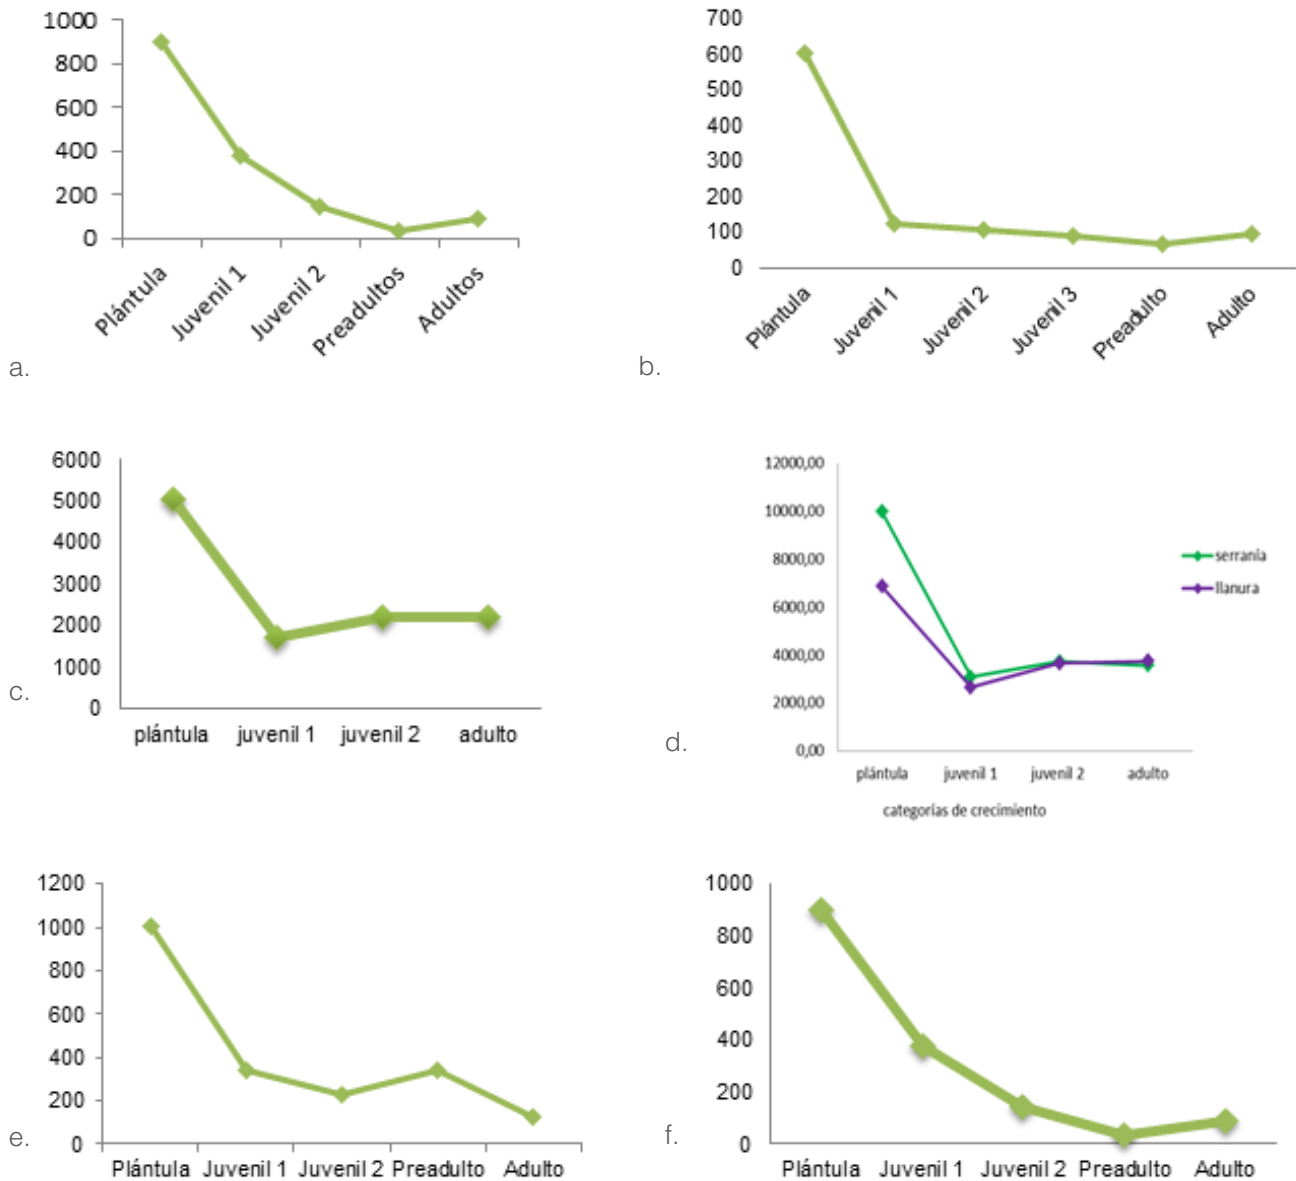 1000
800
600
400
200
0
Plántula
Juvenil 1
Juvenil 2
Preadultos
Adultos
a.
700
600
500
400
300
200
100
0
Plántula
Juvenil 1
Juvenil 2
Juvenil 3
Preadulto
Adulto
b.
6000
5000
4000
3000
2000
1000
0
plántula juvenil 1 juvenil 2 adulto
c.
12000,00
10000,00
8000,00
6000,00
4000,00
2000,00
0,00
serranía
llanura
plántula juvenil 1 juvenil 2 adulto
categorías de crecimiento
d.
1200
1000
800
600
400
200
0
Plántula Juvenil 1 Juvenil 2 Preadulto Adulto
e.
1000
800
600
400
200
0
Plántula Juvenil 1 Juvenil 2 Preadulto Adulto
f.